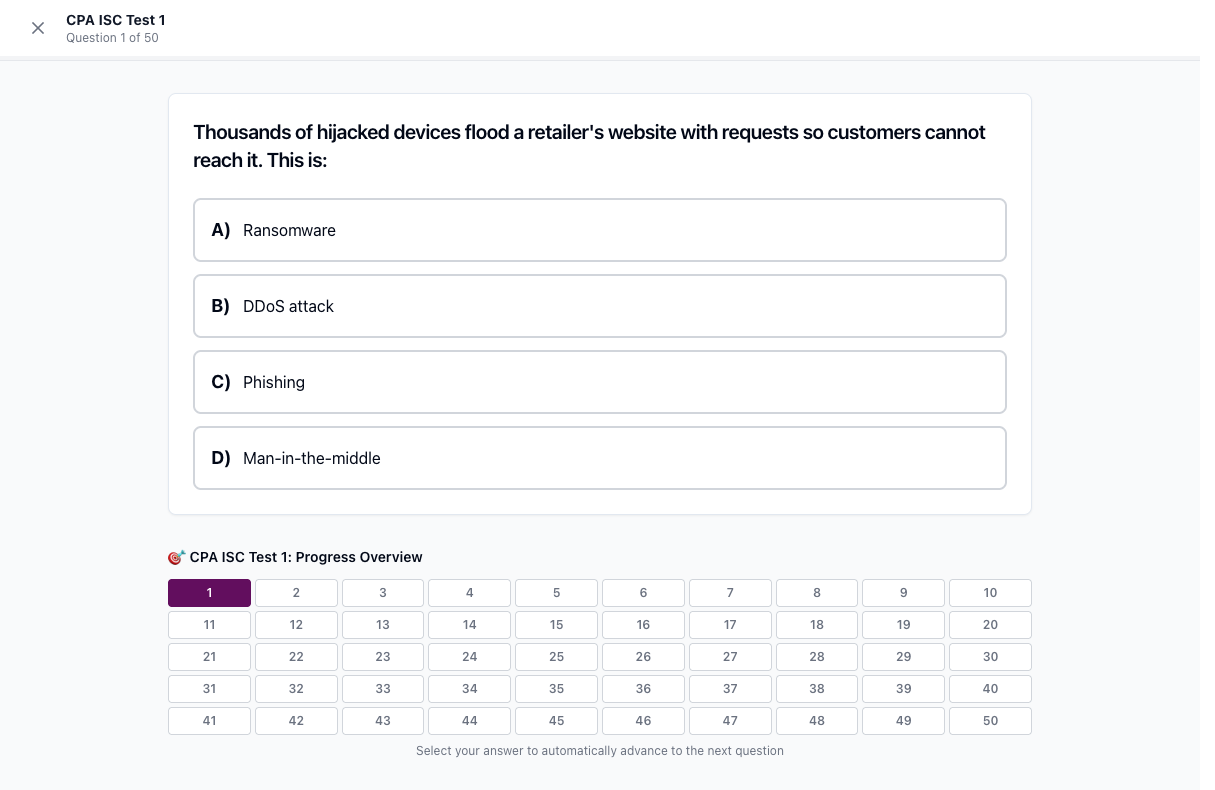 CPA ISC Test 1
Question 1 of 50
Thousands of hijacked devices flood a retailer's website with requests so customers cannot
reach it. This is:
A) Ransomware
B) DDoS attack
C) Phishing
D) Man-in-the-middle
🎯 CPA ISC Test 1: Progress Overview
1 2 3 4 5 6 7 8 9 10
11 12 13 14 15 16 17 18 19 20
21 22 23 24 25 26 27 28 29 30
31 32 33 34 35 36 37 38 39 40
41 42 43 44 45 46 47 48 49 50
Select your answer to automatically advance to the next question